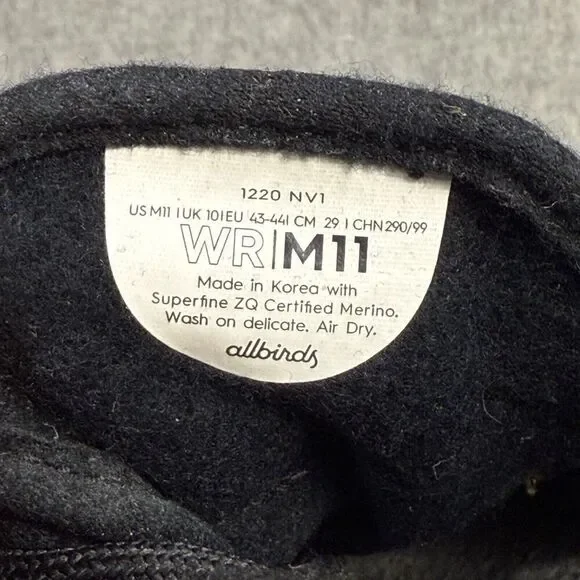 1220 NV1
US M11 | UK 10 | EU 43-44 | CM 29 | CHN 290/99
WR|M11
Made in Korea with
Superfine ZQ Certified Merino.
Wash on delicate. Air Dry.
allbirds